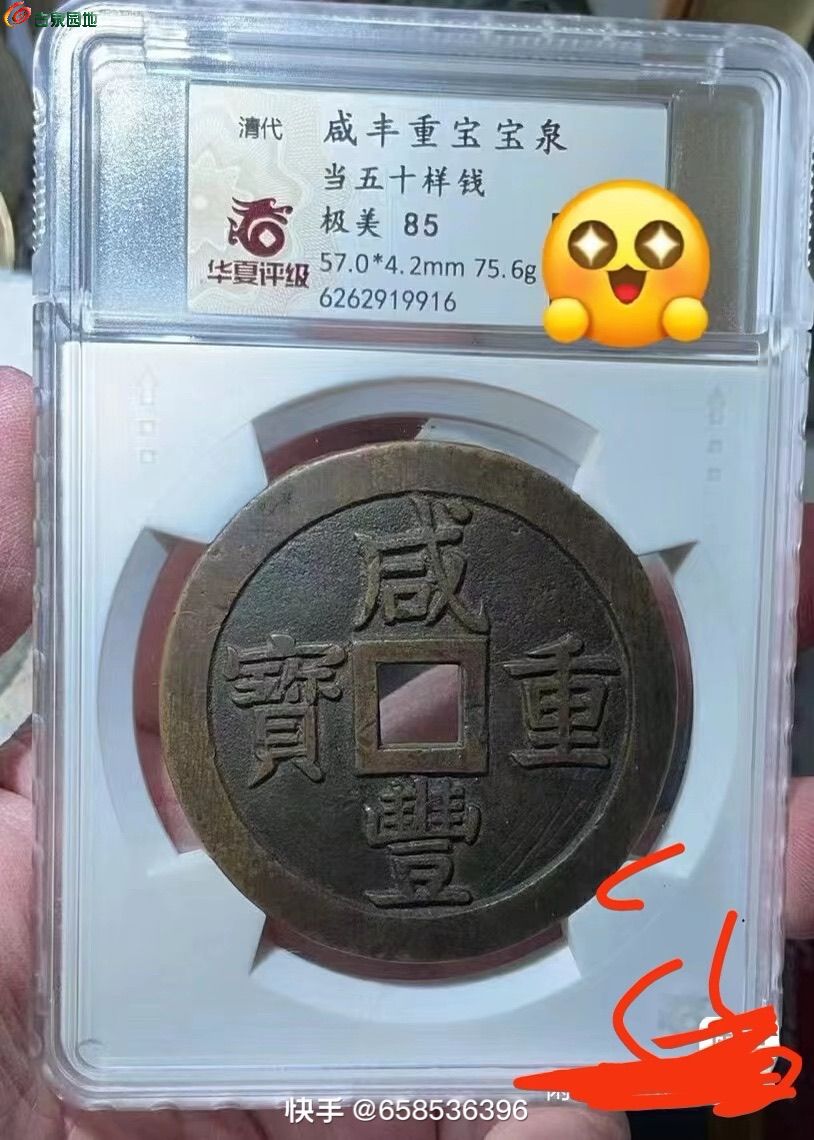 古泉园地
清代
咸丰重宝宝泉
当五十样钱
极美 85
57.0*4.2mm 75.6g
华夏评级
6262919916
咸
寶 重
豐
快手 @658536396